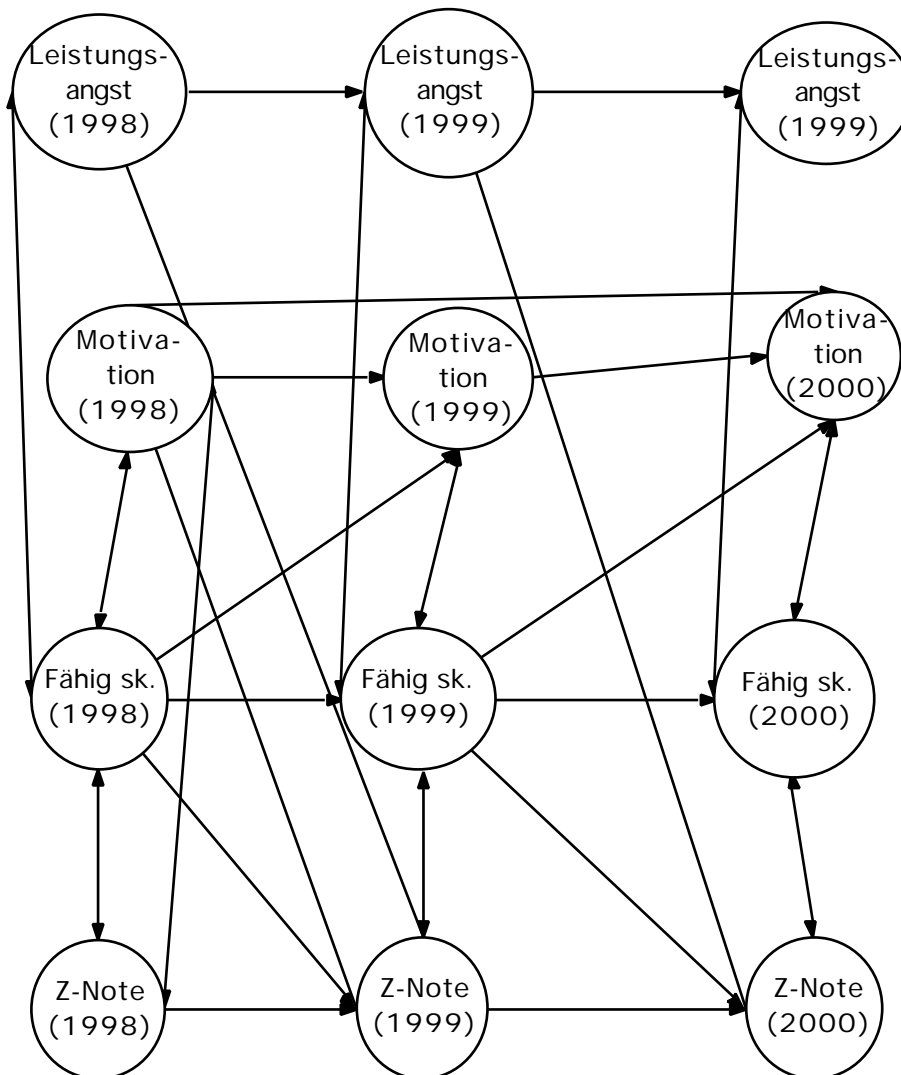 Leistungs-
angst
(1998)
Leistungs-
angst
(1999)
Leistungs-
angst
(1999)
Motiva-
tion
(1998)
Motiva-
tion
(1999)
Motiva-
tion
(2000)
Fähig sk.
(1998)
Fähig sk.
(1999)
Fähig sk.
(2000)
Z-Note
(1998)
Z-Note
(1999)
Z-Note
(2000)